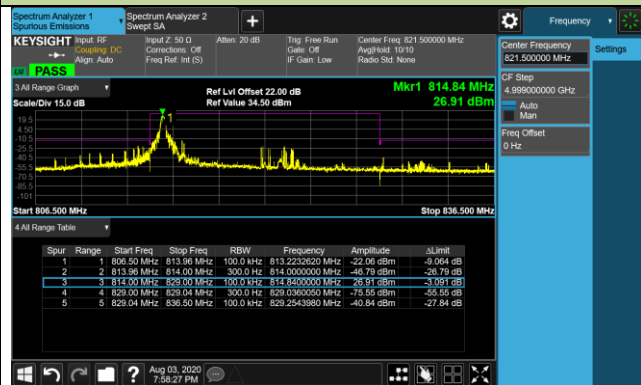 Spectrum Analyzer 1
Spurious Emissions
Spectrum Analyzer 2
Swept SA
Frequency
KEYSIGHT
Input: RF
Coupling: DC
Align: Auto
Input Z: 50 Ω
Corrections: Off
Freq Ref: Int (S)
Atten: 20 dB
Trig: Free Run
Gate: Off
IF Gain: Low
Center Freq: 821.500000 MHz
Avg|Hold: 10/10
Radio Std: None
PASS
Center Frequency
821.500000 MHz
Settings
CF Step
4.999000000 GHz
Auto
Man
Freq Offset
0 Hz
3 All Range Graph
Scale/Div 15.0 dB
Ref Lvl Offset 22.00 dB
Ref Value 34.50 dBm
Mkr1 814.84 MHz
26.91 dBm
1
19.5
4.50
-10.5
-25.5
-40.5
-55.5
-70.5
-85.5
-101
Start 806.500 MHz
Stop 836.500 MHz
4 All Range Table
Spur Range Start Freq Stop Freq RBW Frequency Amplitude ΔLimit
1 1 806.50 MHz 813.96 MHz 100.0 kHz 813.2232620 MHz -22.06 dBm -9.064 dB
2 2 813.96 MHz 814.00 MHz 300.0 Hz 814.0000000 MHz -46.79 dBm -26.79 dB
3 3 814.00 MHz 829.00 MHz 100.0 kHz 814.8400000 MHz 26.91 dBm -3.091 dB
4 4 829.00 MHz 829.04 MHz 300.0 Hz 829.0360050 MHz -75.55 dBm -55.55 dB
5 5 829.04 MHz 836.50 MHz 100.0 kHz 829.2543980 MHz -40.84 dBm -27.84 dB
?
Aug 03, 2020
7:58:27 PM